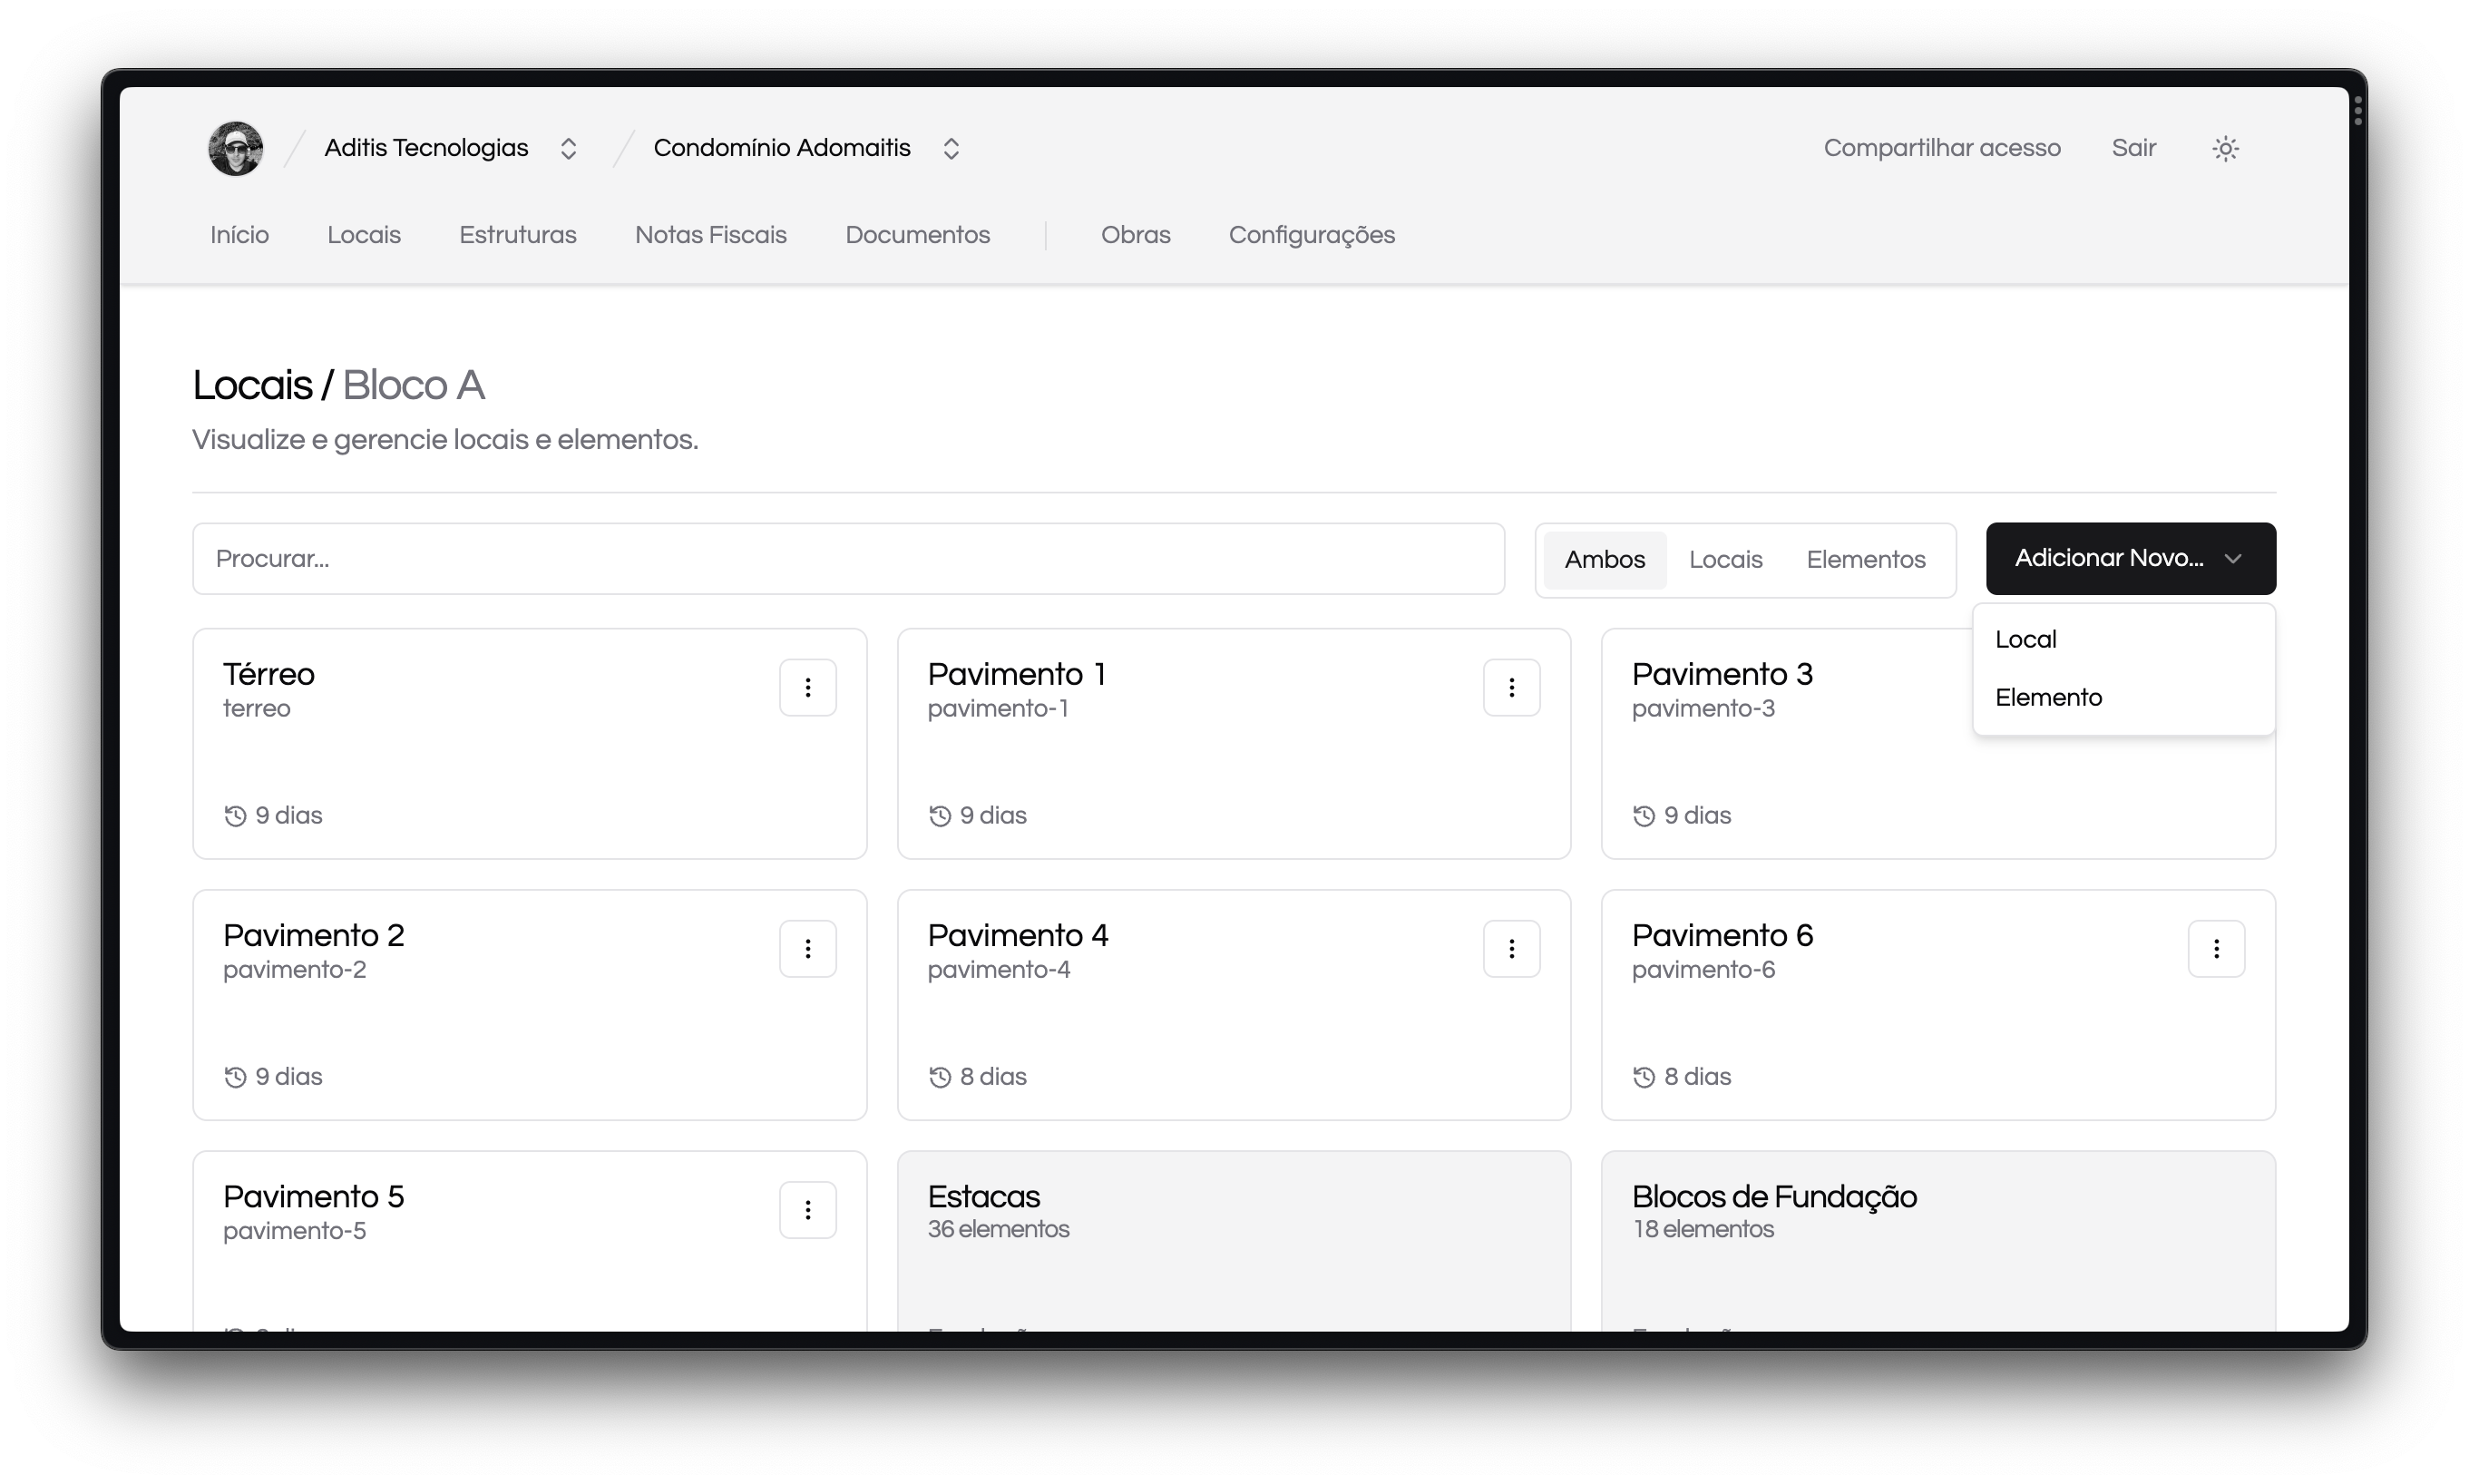 Aditis Tecnologias
Condomínio Adomaitis
Compartilhar acesso
Sair
Início
Locais
Estruturas
Notas Fiscais
Documentos
Obras
Configurações
Locais / Bloco A
Visualize e gerencie locais e elementos.
Procurar...
Ambos
Locais
Elementos
Adicionar Novo...
Local
Elemento
Térreo
terreo
9 dias
Pavimento 1
pavimento-1
9 dias
Pavimento 3
pavimento-3
9 dias
Pavimento 2
pavimento-2
9 dias
Pavimento 4
pavimento-4
8 dias
Pavimento 6
pavimento-6
8 dias
Pavimento 5
pavimento-5
Estacas
36 elementos
Blocos de Fundação
18 elementos